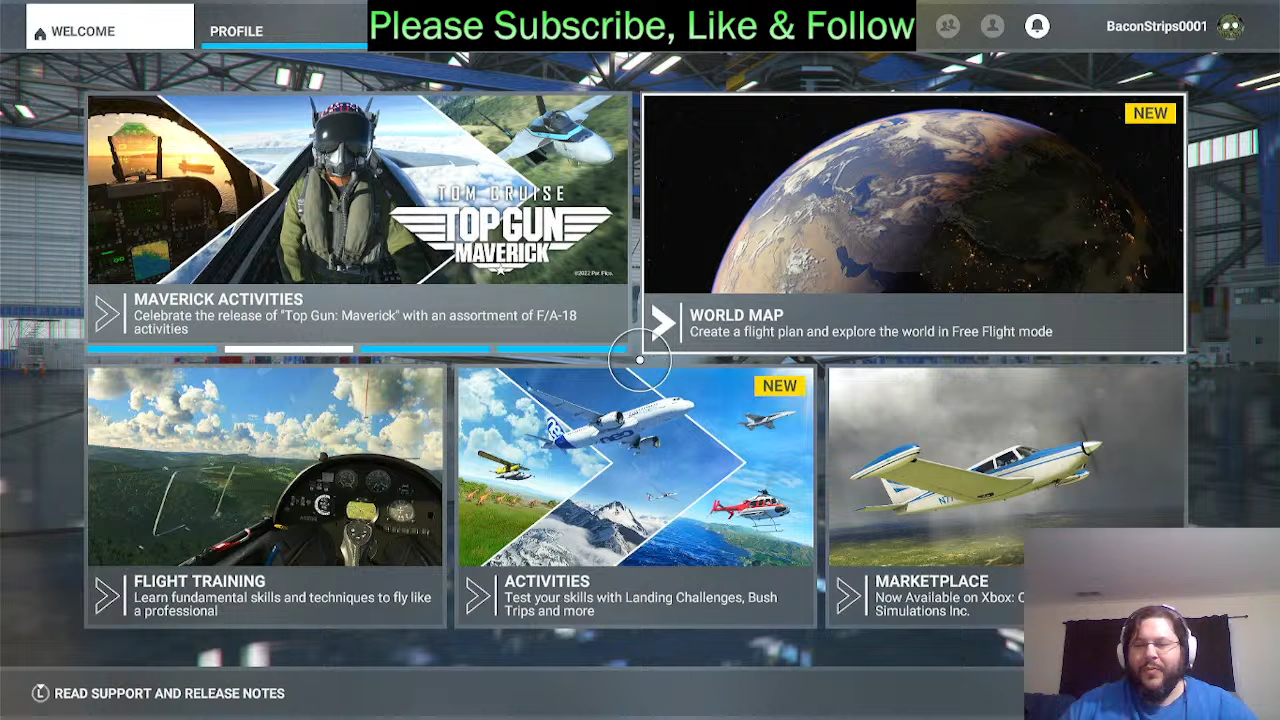 WELCOME
PROFILE
Please Subscribe, Like & Follow
BaconStrips0001
TOM CRUISE
TOP GUN
MAVERICK
MAVERICK ACTIVITIES
Celebrate the release of "Top Gun: Maverick" with an assortment of F/A-18
activities
NEW
WORLD MAP
Create a flight plan and explore the world in Free Flight mode
FLIGHT TRAINING
Learn fundamental skills and techniques to fly like
a professional
NEW
ACTIVITIES
Test your skills with Landing Challenges, Bush
Trips and more
MARKETPLACE
Now Available on Xbox:
Simulations Inc.
READ SUPPORT AND RELEASE NOTES